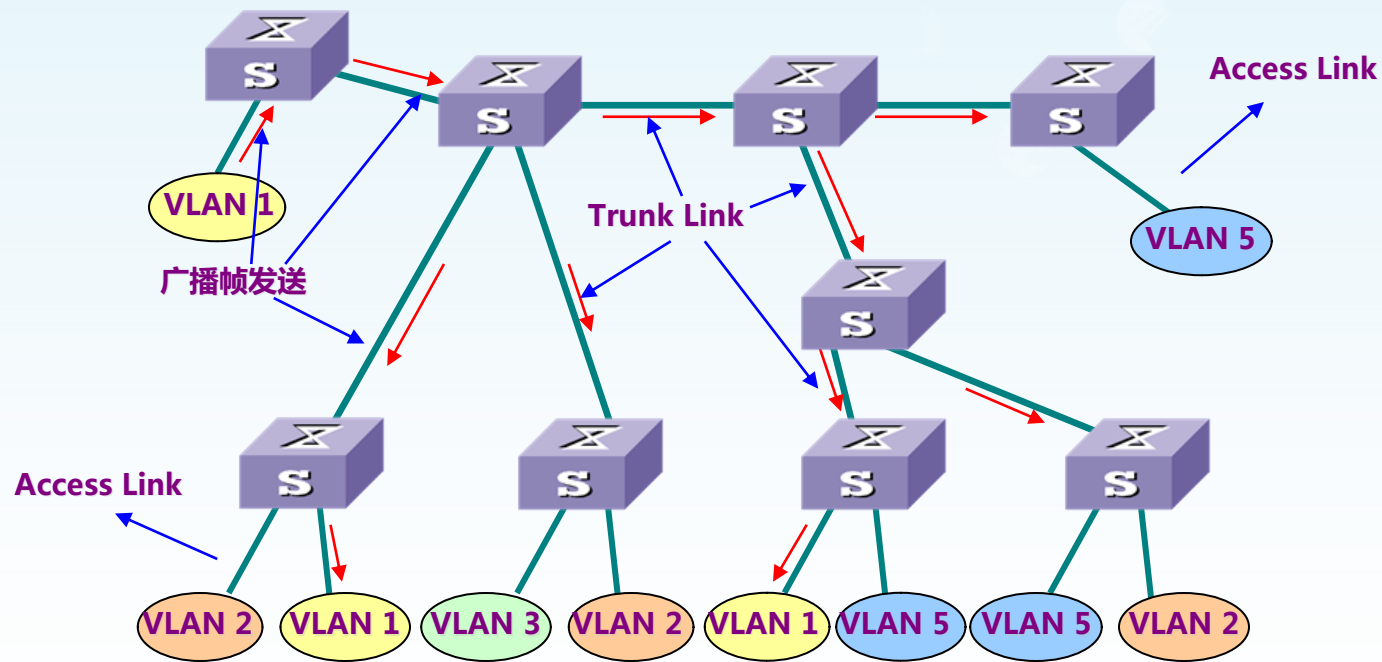 S
S
S
S
Access Link
VLAN 1
Trunk Link
VLAN 5
广播帧发送
S
S
S
S
S
Access Link
VLAN 2
VLAN 1
VLAN 3
VLAN 2
VLAN 1
VLAN 5
VLAN 5
VLAN 2